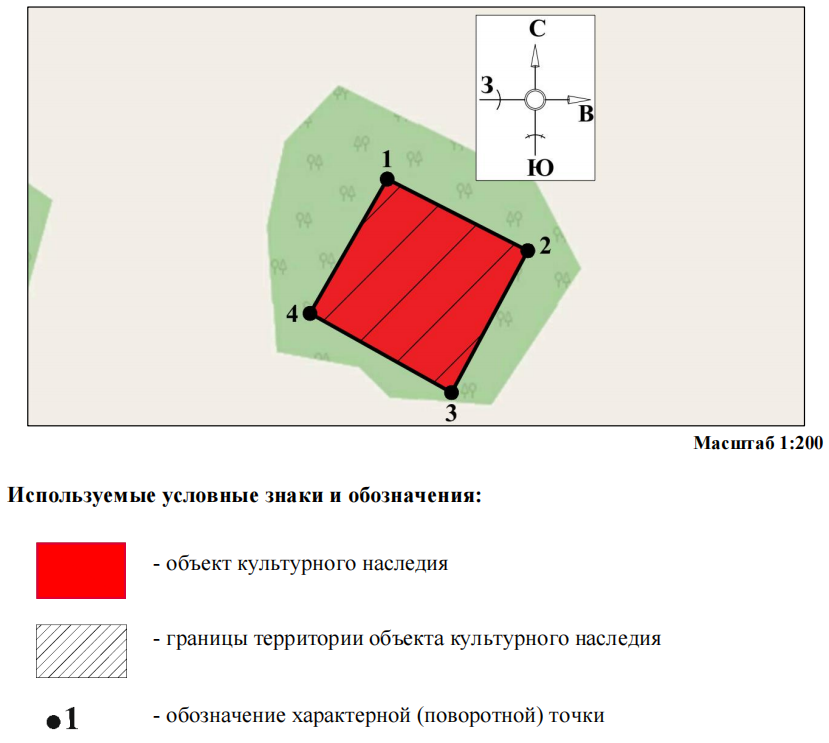 С
З
В
Ю
1
2
4
3
Масштаб 1:200
Используемые условные знаки и обозначения:
- объект культурного наследия
- границы территории объекта культурного наследия
1
- обозначение характерной (поворотной) точки